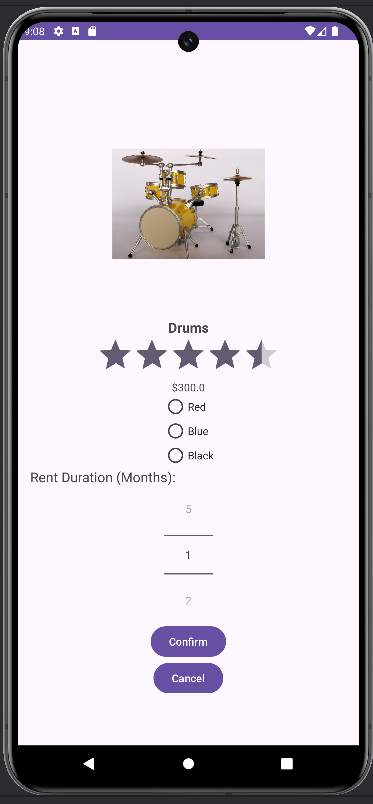 9:08
Drums
$300.0
Red
Blue
Black
Rent Duration (Months):
5
1
2
Confirm
Cancel